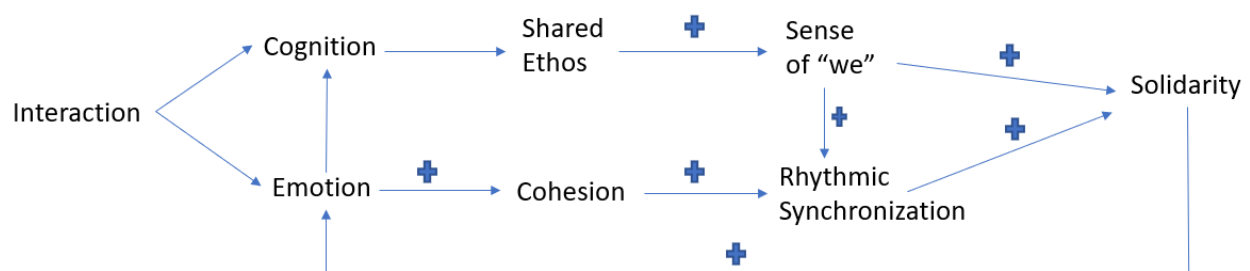 Cognition
Shared
Ethos
Sense
of “we”
Solidarity
Interaction
Emotion
Cohesion
Rhythmic
Synchronization